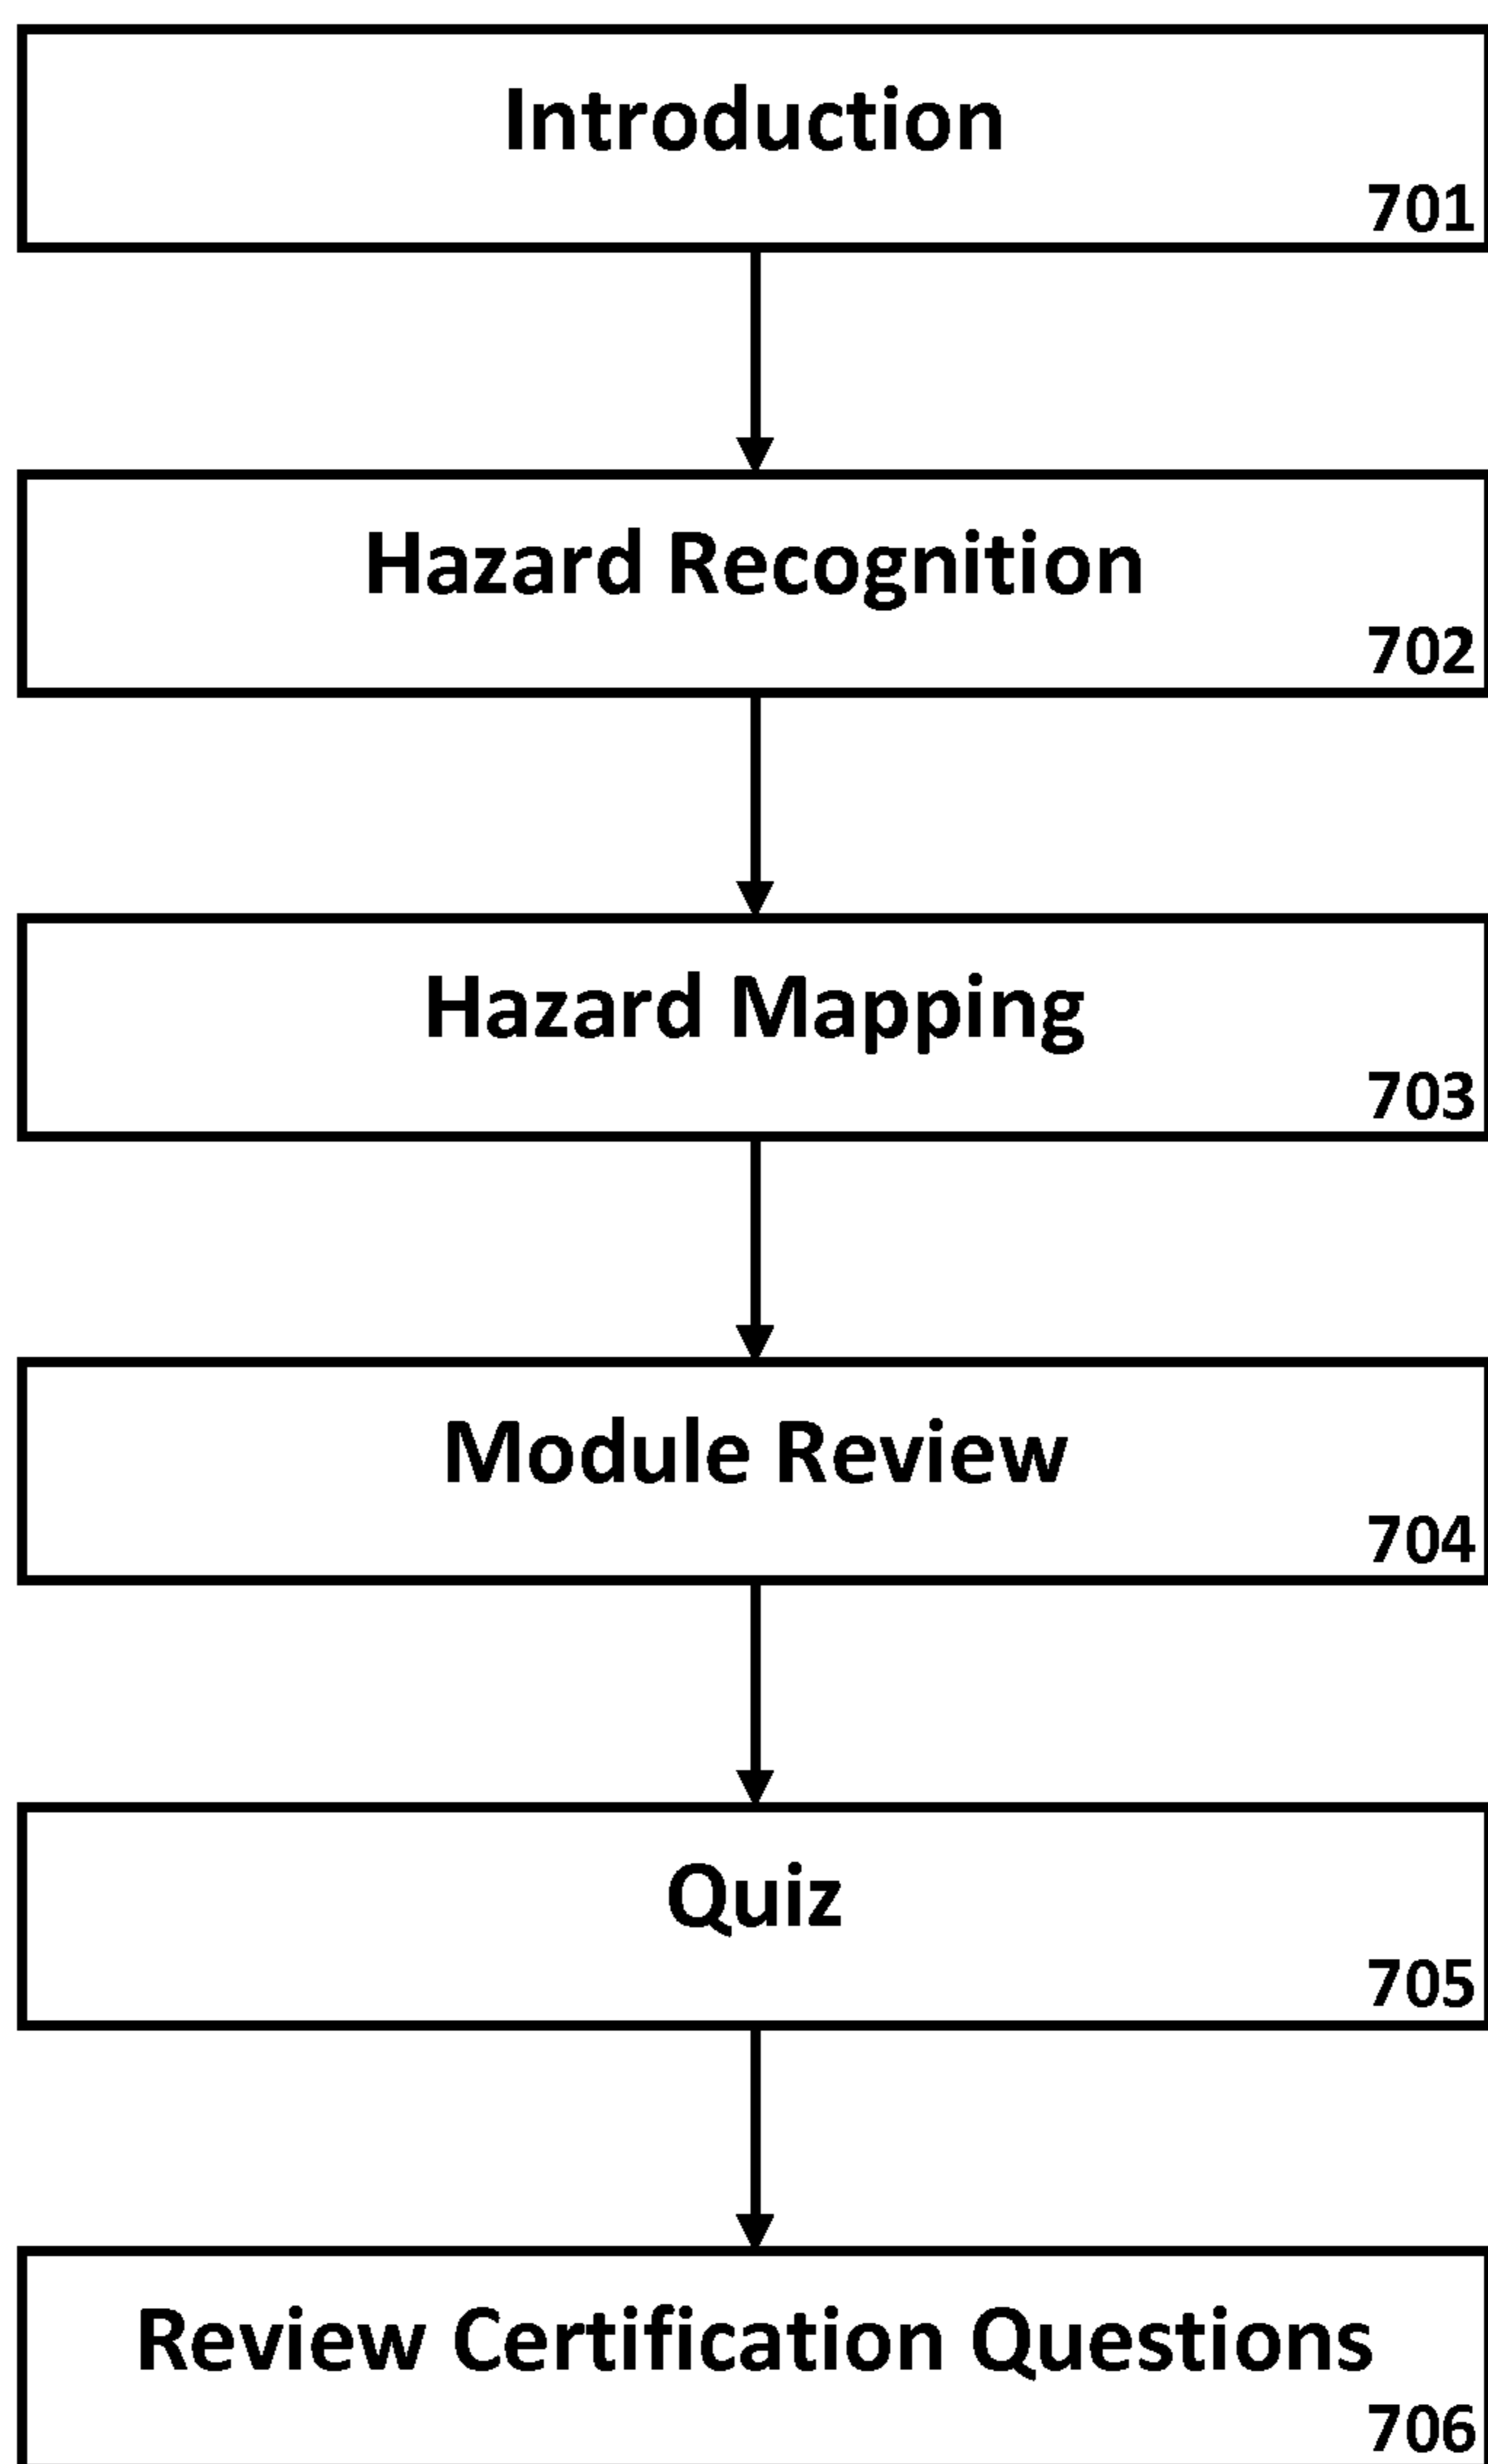 Introduction
701
Hazard Recognition
702
Hazard Mapping
703
Module Review
704
Quiz
705
Review Certification Questions
706